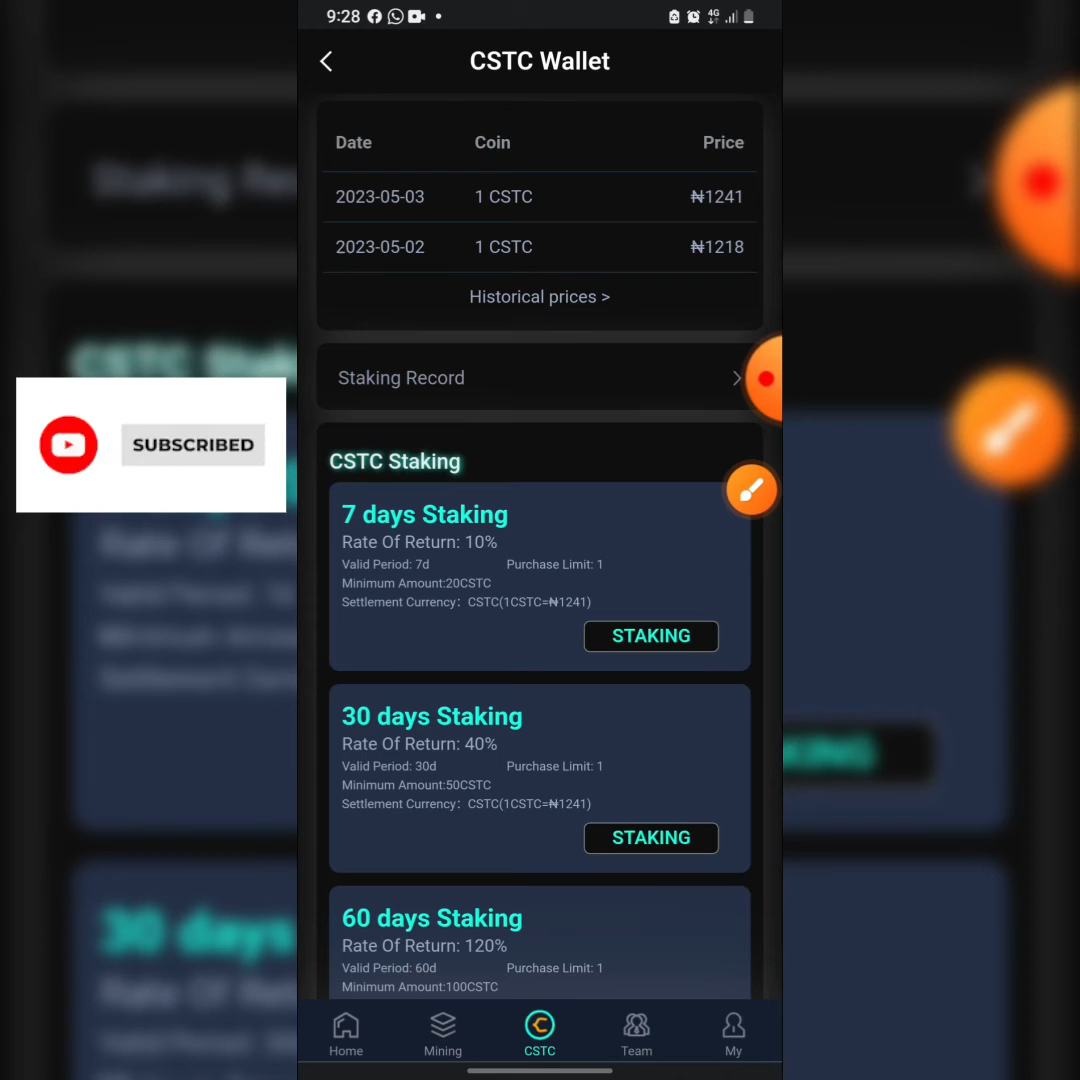 9:28
4G
CSTC Wallet
Date Coin Price
2023-05-03 1 CSTC ₦1241
2023-05-02 1 CSTC ₦1218
Historical prices >
Staking Record
SUBSCRIBED
CSTC Staking
7 days Staking
Rate Of Return: 10%
Valid Period: 7d Purchase Limit: 1
Minimum Amount:20CSTC
Settlement Currency: CSTC(1CSTC=₦1241)
STAKING
30 days Staking
Rate Of Return: 40%
Valid Period: 30d Purchase Limit: 1
Minimum Amount:50CSTC
Settlement Currency: CSTC(1CSTC=₦1241)
STAKING
60 days Staking
Rate Of Return: 120%
Valid Period: 60d Purchase Limit: 1
Minimum Amount:100CSTC
Home Mining CSTC Team My